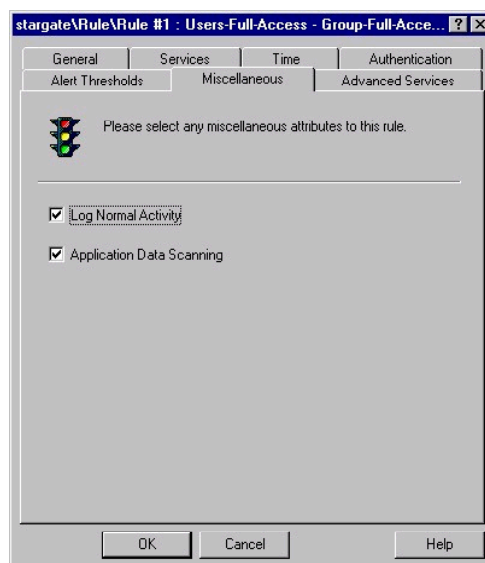 stargate\Rule\Rule #1 : Users-Full-Access - Group-Full-Acce...
General Services Time Authentication
Alert Thresholds Miscellaneous Advanced Services
Please select any miscellaneous attributes to this rule.
Log Normal Activity
Application Data Scanning
OK Cancel Help